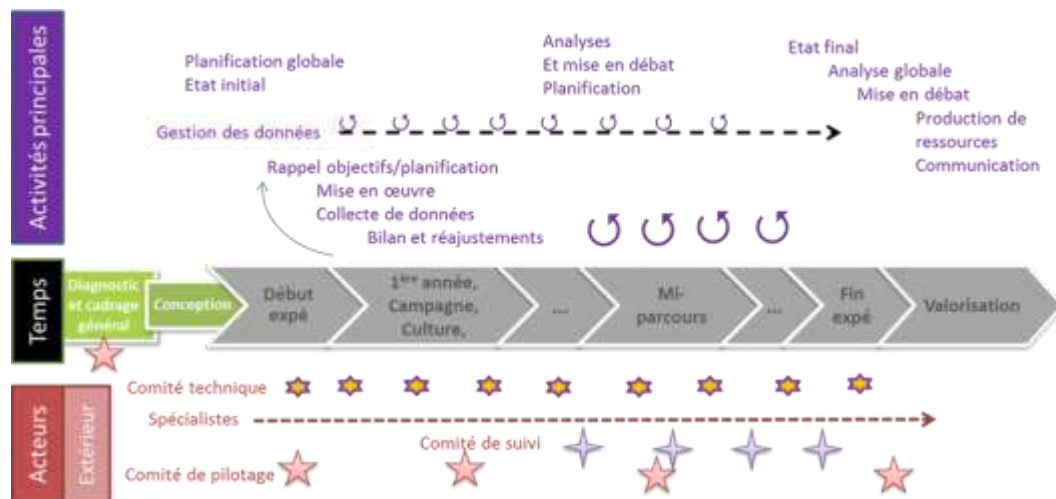 Activités principales
Planification globale
Etat initial
Analyses
Et mise en débat
Planification
Etat final
Analyse globale
Mise en débat
Production de
ressources
Communication
Gestion des données
Rappel objectifs/planification
Mise en œuvre
Collecte de données
Bilan et réajustements
Temps
Diagnostic
et cadrage
général
Conception
Début
expé
1ère année,
Campagne,
Culture,
...
Mi-
parcours
...
Fin
expé
Valorisation
Acteurs
Extérieur
Comité technique
Spécialistes
Comité de suivi
Comité de pilotage